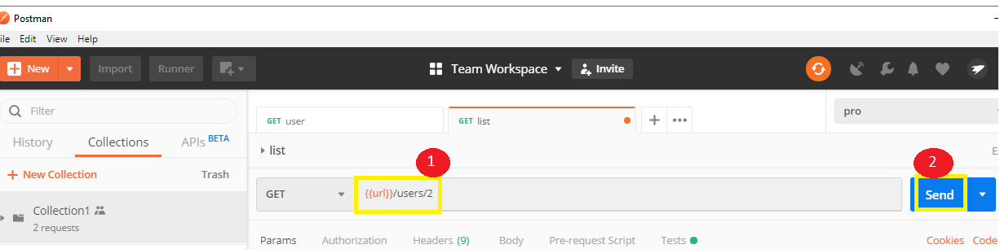 Postman
ile Edit View Help
New Import Runner Team Workspace Invite
Filter
GET user GET list + ••• pro
History Collections APIs BETA
list
+ New Collection Trash
1 2
GET {{url}}/users/2 Send
Collection1
2 requests
Params Authorization Headers (9) Body Pre-request Script Tests Cookies Code